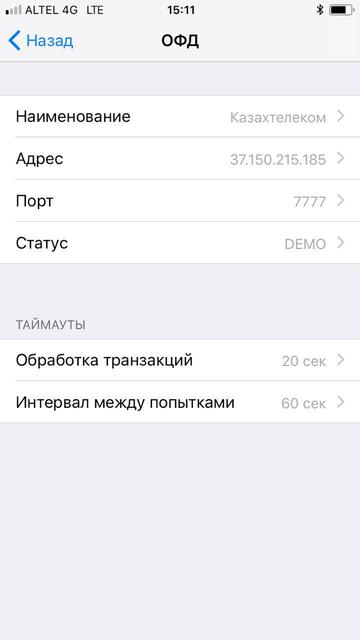 ALTEL 4G LTE 15:11
Назад ОФД
Наименование Казахтелеком
Адрес 37.150.215.185
Порт 7777
Статус DEMO
ТАЙМАУТЫ
Обработка транзакций 20 сек
Интервал между попытками 60 сек